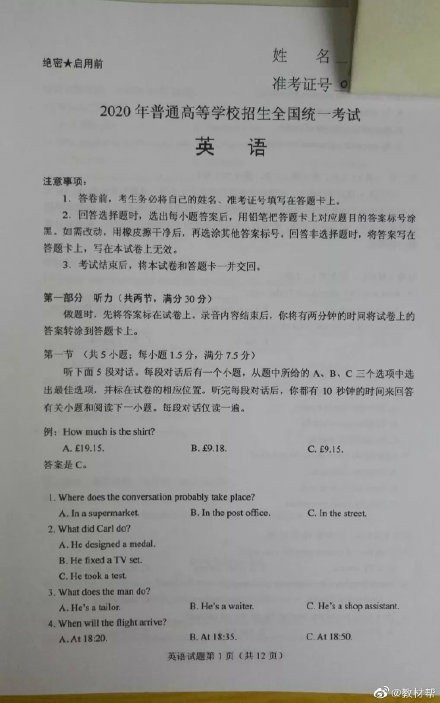 绝密★启用前
姓 名
准考证号
2020 年普通高等学校招生全国统一考试
英 语
注意事项：
1．答卷前，考生务必将自己的姓名、准考证号填写在答题卡上。
2．回答选择题时，选出每小题答案后，用铅笔把答题卡上对应题目的答案标号涂
黑。如需改动，用橡皮擦干净后，再选涂其他答案标号。回答非选择题时，将答案写在
答题卡上，写在本试卷上无效。
3．考试结束后，将本试卷和答题卡一并交回。
第一部分 听力（共两节，满分 30 分）
做题时，先将答案标在试卷上。录音内容结束后，你将有两分钟的时间将试卷上的
答案转涂到答题卡上。
第一节 （共 5 小题；每小题 1.5 分，满分 7.5 分）
听下面 5 段对话。每段对话后有一个小题，从题中所给的 A、B、C 三个选项中选
出最佳选项，并标在试卷的相应位置。听完每段对话后，你都有 10 秒钟的时间来回答
有关小题和阅读下一小题。每段对话仅读一遍。
例：How much is the shirt?
A. £19.15. B. £9.18. C. £9.15.
答案是 C。
1. Where does the conversation probably take place?
A. In a supermarket. B. In the post office. C. In the street.
2. What did Carl do?
A. He designed a medal.
B. He fixed a TV set.
C. He took a test.
3. What does the man do?
A. He's a tailor. B. He's a waiter. C. He's a shop assistant.
4. When will the flight arrive?
A. At 18:20. B. At 18:35. C. At 18:50.
英语试题第 1 页（共 12 页）
@教材帮